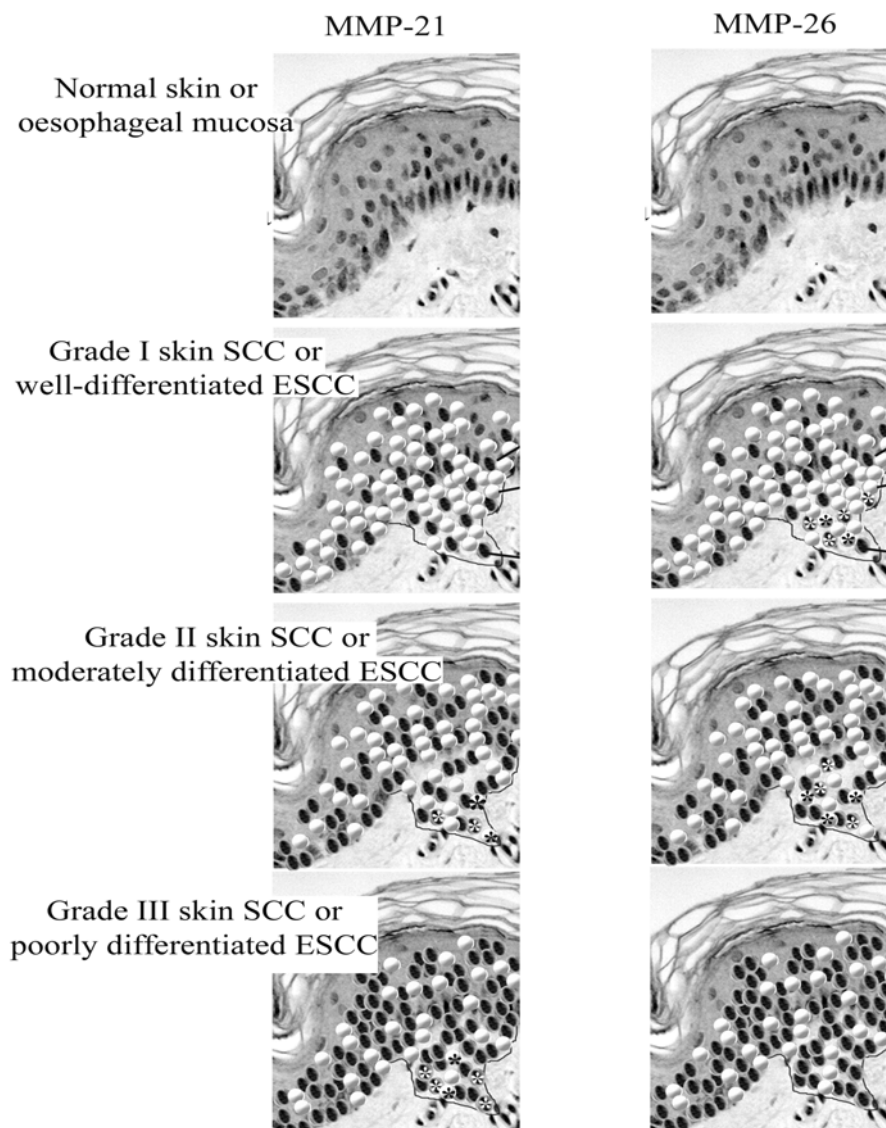 MMP-21
MMP-26
Normal skin or
oesophageal mucosa
Grade I skin SCC or
well-differentiated ESCC
Grade II skin SCC or
moderately differentiated ESCC
Grade III skin SCC or
poorly differentiated ESCC